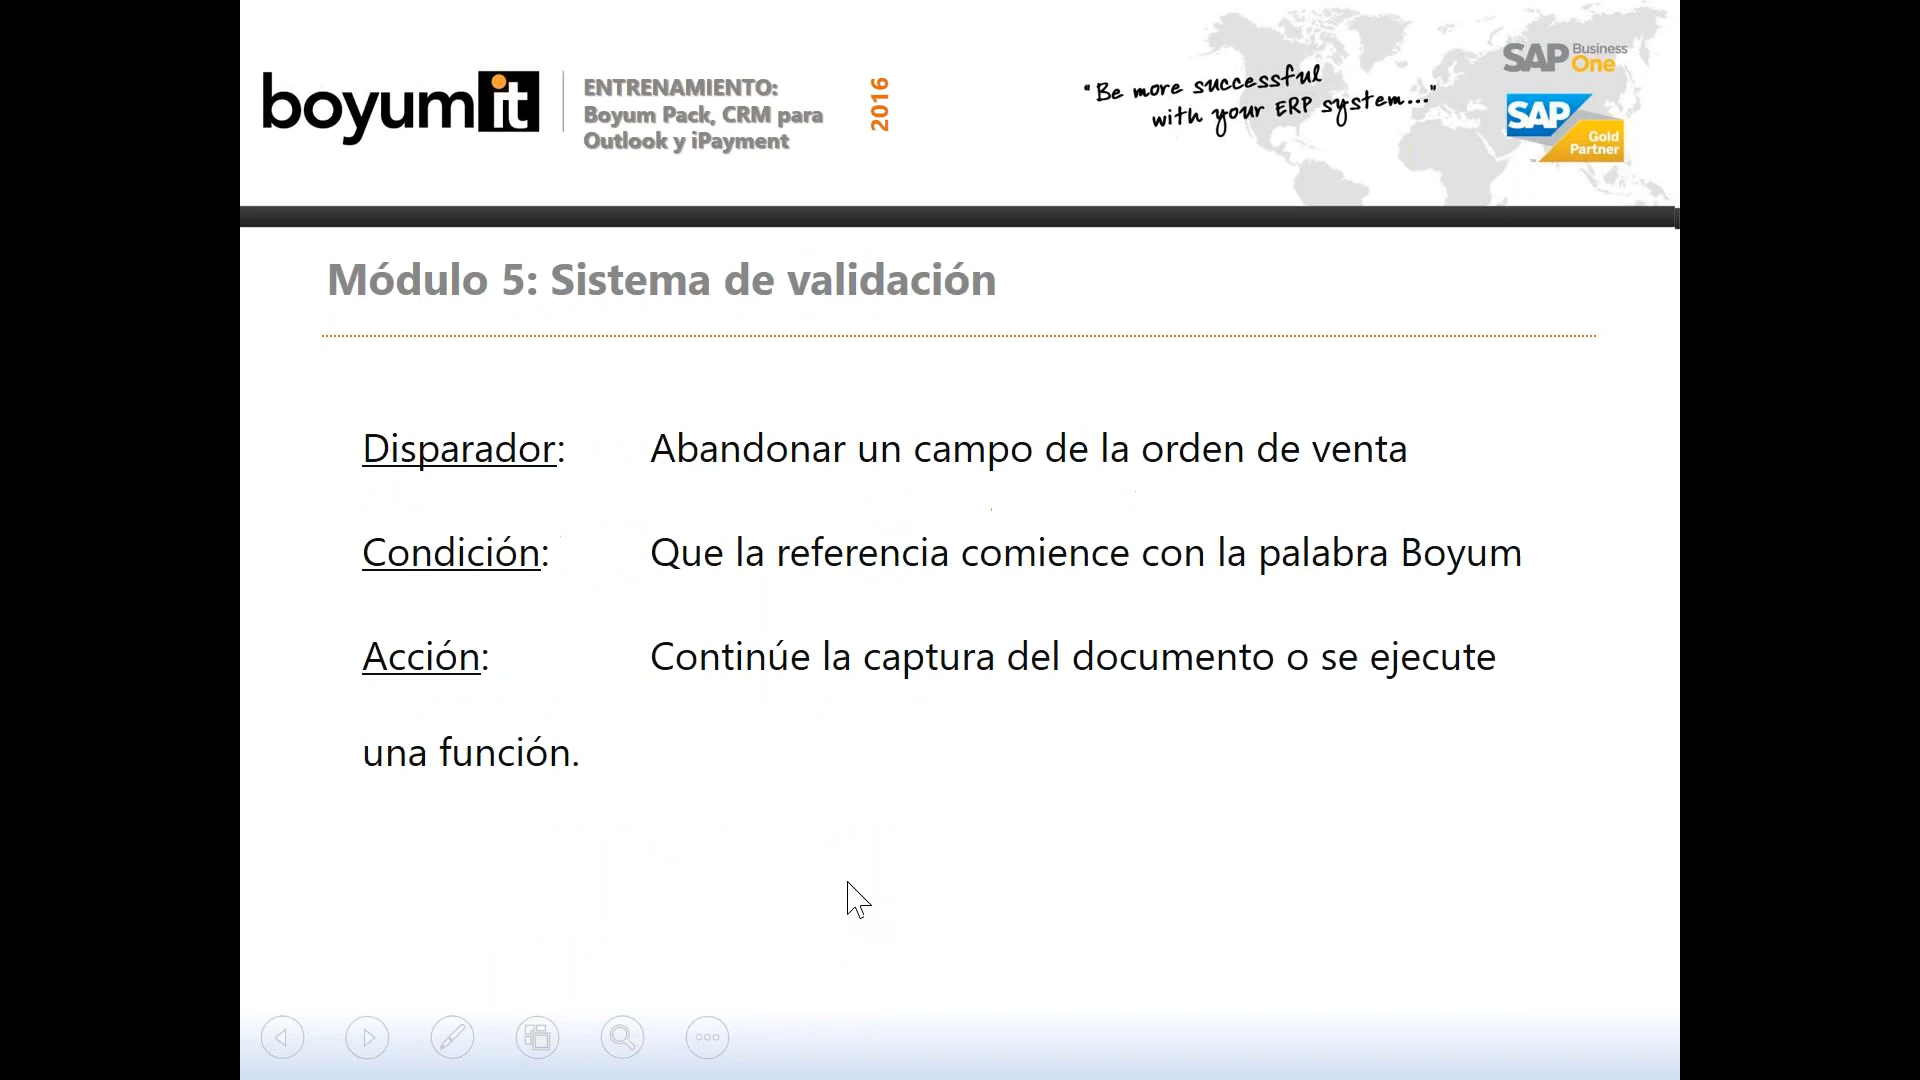 boyumit
ENTRENAMIENTO:
Boyum Pack, CRM para
Outlook y iPayment
2016
"Be more successful
with your ERP system..."
SAP Business One
SAP Gold Partner
Módulo 5: Sistema de validación
Disparador: Abandonar un campo de la orden de venta
Condición: Que la referencia comience con la palabra Boyum
Acción: Continúe la captura del documento o se ejecute
una función.